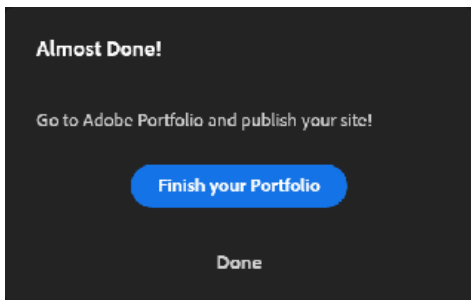 Almost Done!
Go to Adobe Portfolio and publish your site!
Finish your Portfolio
Done